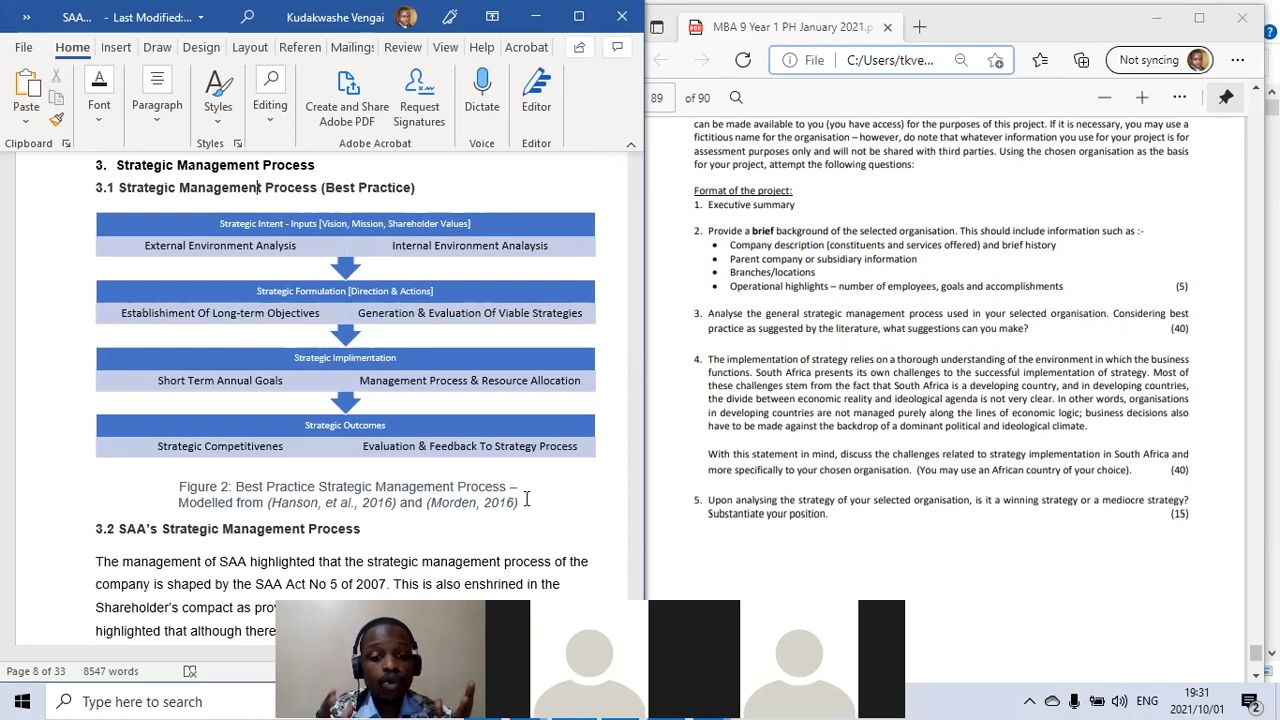 » SAA... - Last Modified:... Kudakwashe Vengai
File Home Insert Draw Design Layout Referen Mailings Review View Help Acrobat
Paste Font Paragraph Styles Editing Create and Share Adobe PDF Request Signatures Dictate Editor
Clipboard Styles Adobe Acrobat Voice Editor
3. Strategic Management Process
3.1 Strategic Management Process (Best Practice)
Strategic Intent - Inputs [Vision, Mission, Shareholder Values]
External Environment Analysis Internal Environment Analaysis
Strategic Formulation [Direction & Actions]
Establishiment Of Long-term Objectives Generation & Evaluation Of Viable Strategies
Strategic Implimentation
Short Term Annual Goals Management Process & Resource Allocation
Strategic Outcomes
Strategic Competitivenes Evaluation & Feedback To Strategy Process
Figure 2: Best Practice Strategic Management Process –
Modelled from (Hanson, et al., 2016) and (Morden, 2016)
3.2 SAA's Strategic Management Process
The management of SAA highlighted that the strategic management process of the
company is shaped by the SAA Act No 5 of 2007. This is also enshrined in the
Shareholder's compact as prov
highlighted that although there
Page 8 of 33 8547 words
Type here to search
MBA 9 Year 1 PH January 2021.p
File C:/Users/tkve... Not syncing
89 of 90
can be made available to you (you have access) for the purposes of this project. If it is necessary, you may use a
fictitious name for the organisation – however, do note that whatever information you use for your project is for
assessment purposes only and will not be shared with third parties. Using the chosen organisation as the basis
for your project, attempt the following questions:
Format of the project:
1. Executive summary
2. Provide a brief background of the selected organisation. This should include information such as :-
• Company description (constituents and services offered) and brief history
• Parent company or subsidiary information
• Branches/locations
• Operational highlights – number of employees, goals and accomplishments (5)
3. Analyse the general strategic management process used in your selected organisation. Considering best
practice as suggested by the literature, what suggestions can you make? (40)
4. The implementation of strategy relies on a thorough understanding of the environment in which the business
functions. South Africa presents its own challenges to the successful implementation of strategy. Most of
these challenges stem from the fact that South Africa is a developing country, and in developing countries,
the divide between economic reality and ideological agenda is not very clear. In other words, organisations
in developing countries are not managed purely along the lines of economic logic; business decisions also
have to be made against the backdrop of a dominant political and ideological climate.
With this statement in mind, discuss the challenges related to strategy implementation in South Africa and
more specifically to your chosen organisation. (You may use an African country of your choice). (40)
5. Upon analysing the strategy of your selected organisation, is it a winning strategy or a mediocre strategy?
Substantiate your position. (15)
ENG 19:31
2021/10/01
2